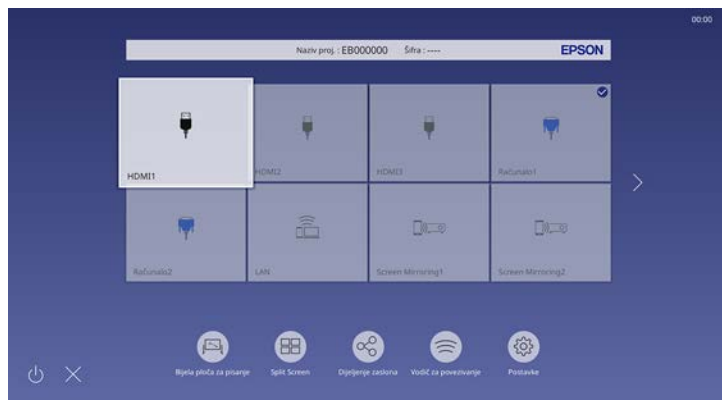 00:00
Naziv proj. : EB000000 Šifra : ---- EPSON
HDMI1
HDMI2
HDMI3
Računalo1
Računalo2
LAN
Screen Mirroring1
Screen Mirroring2
Bijela ploča za pisanje
Split Screen
Dijeljenje zaslona
Vodič za povezivanje
Postavke